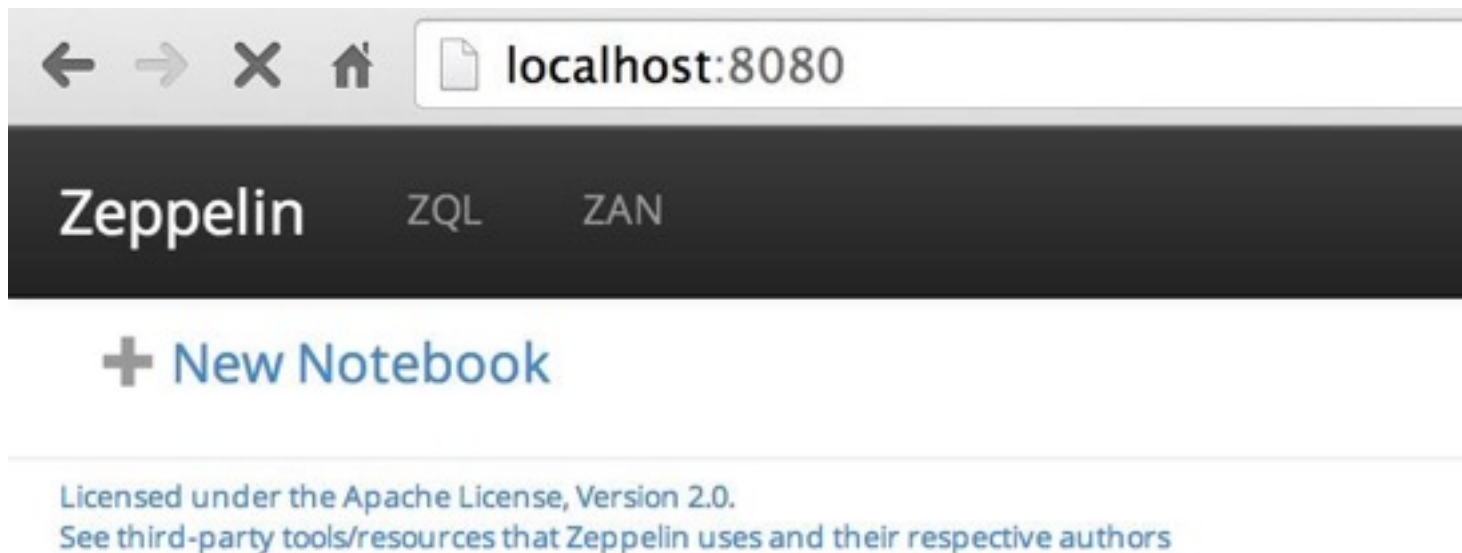 localhost:8080
Zeppelin ZQL ZAN
New Notebook
Licensed under the Apache License, Version 2.0.
See third-party tools/resources that Zeppelin uses and their respective authors